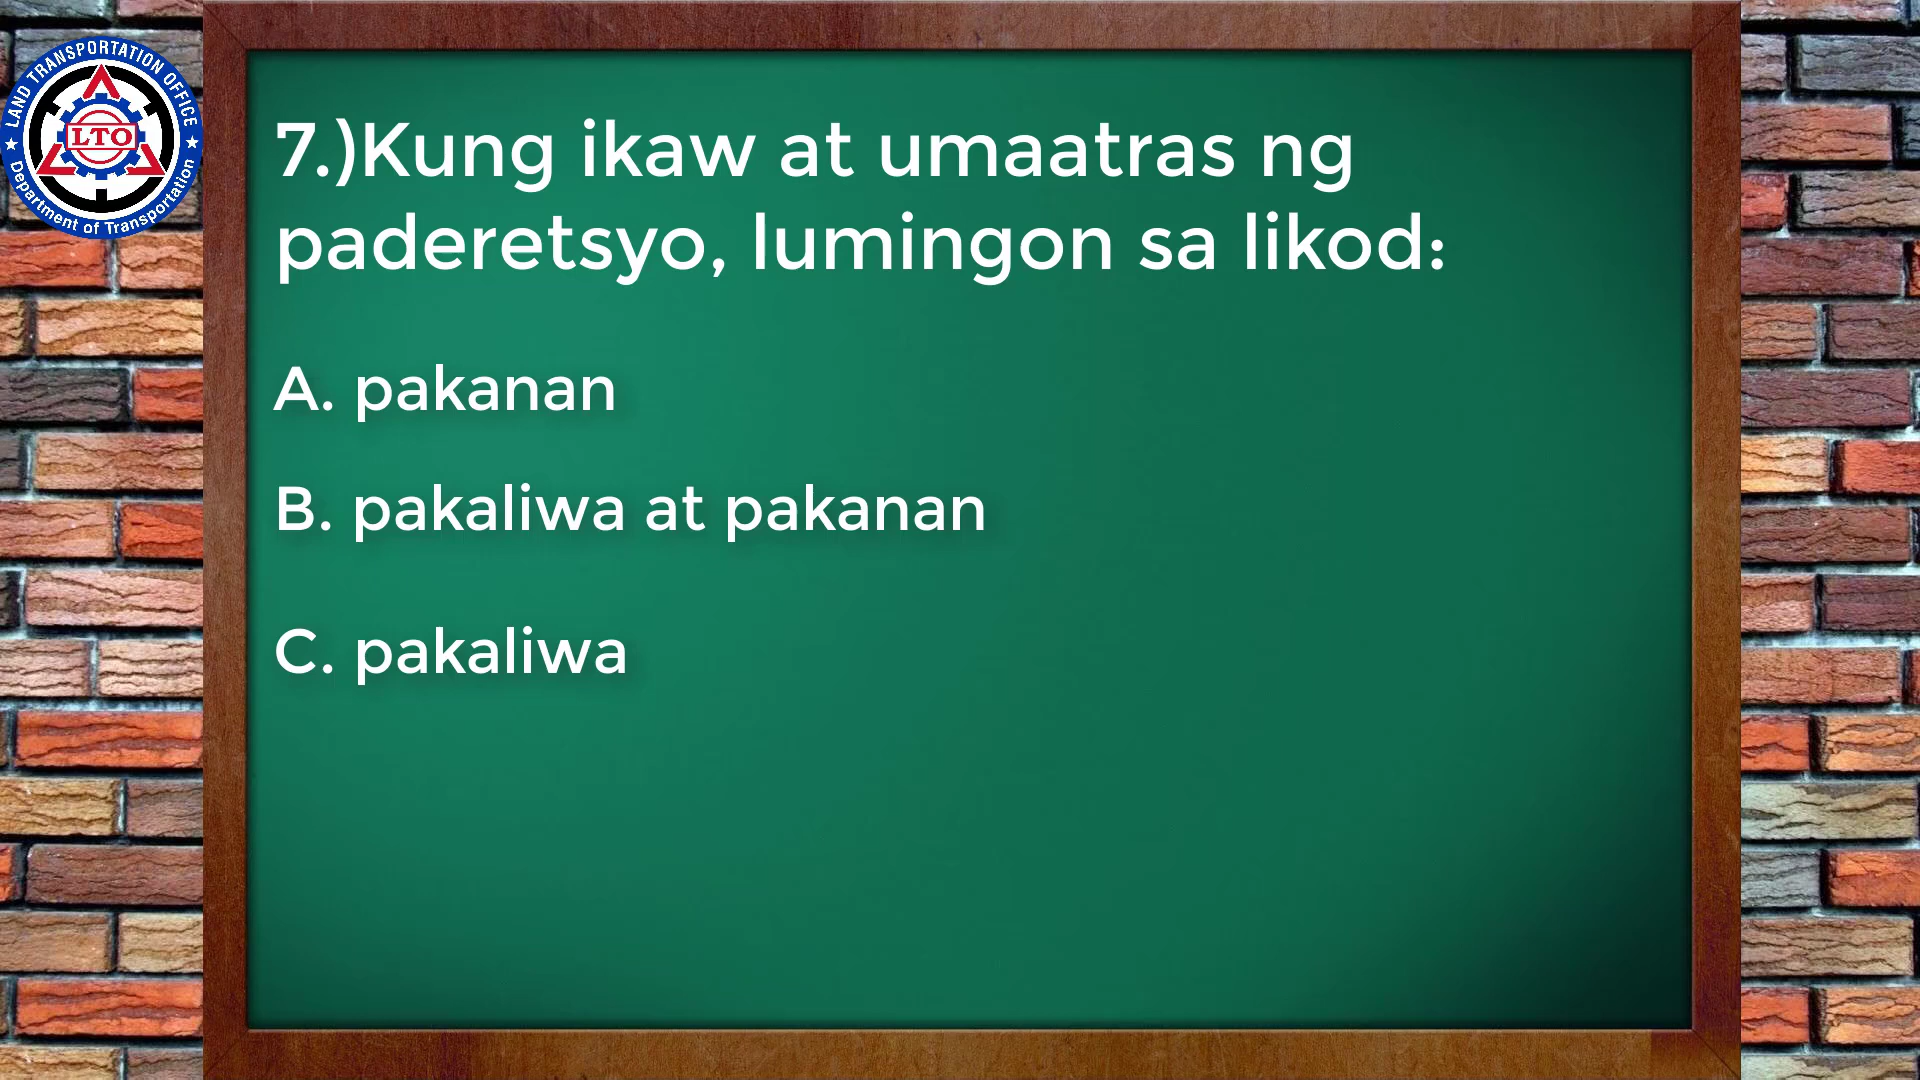 LAND TRANSPORTATION OFFICE
LTO
Department of Transportation
7.)Kung ikaw at umaatras ng
paderetsyo, lumingon sa likod:
A. pakanan
B. pakaliwa at pakanan
C. pakaliwa